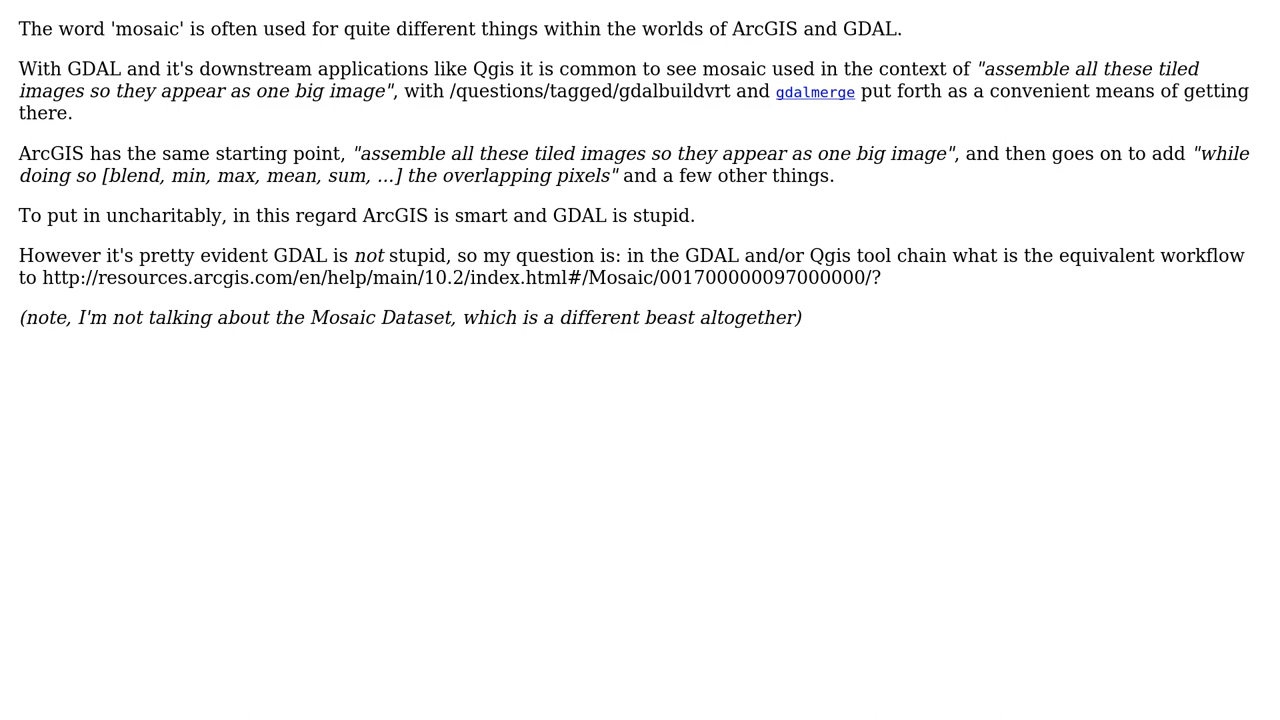 The word 'mosaic' is often used for quite different things within the worlds of ArcGIS and GDAL.
With GDAL and it's downstream applications like Qgis it is common to see mosaic used in the context of "assemble all these tiled
images so they appear as one big image", with /questions/tagged/gdalbuildvrt and gdalmerge put forth as a convenient means of getting
there.
ArcGIS has the same starting point, "assemble all these tiled images so they appear as one big image", and then goes on to add "while
doing so [blend, min, max, mean, sum, ...] the overlapping pixels" and a few other things.
To put in uncharitably, in this regard ArcGIS is smart and GDAL is stupid.
However it's pretty evident GDAL is not stupid, so my question is: in the GDAL and/or Qgis tool chain what is the equivalent workflow
to http://resources.arcgis.com/en/help/main/10.2/index.html#/Mosaic/001700000097000000/?
(note, I'm not talking about the Mosaic Dataset, which is a different beast altogether)